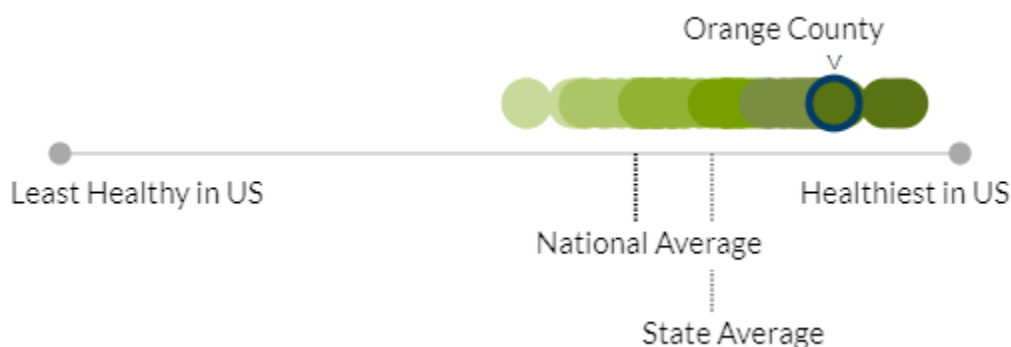 Orange County
Least Healthy in US
Healthiest in US
National Average
State Average